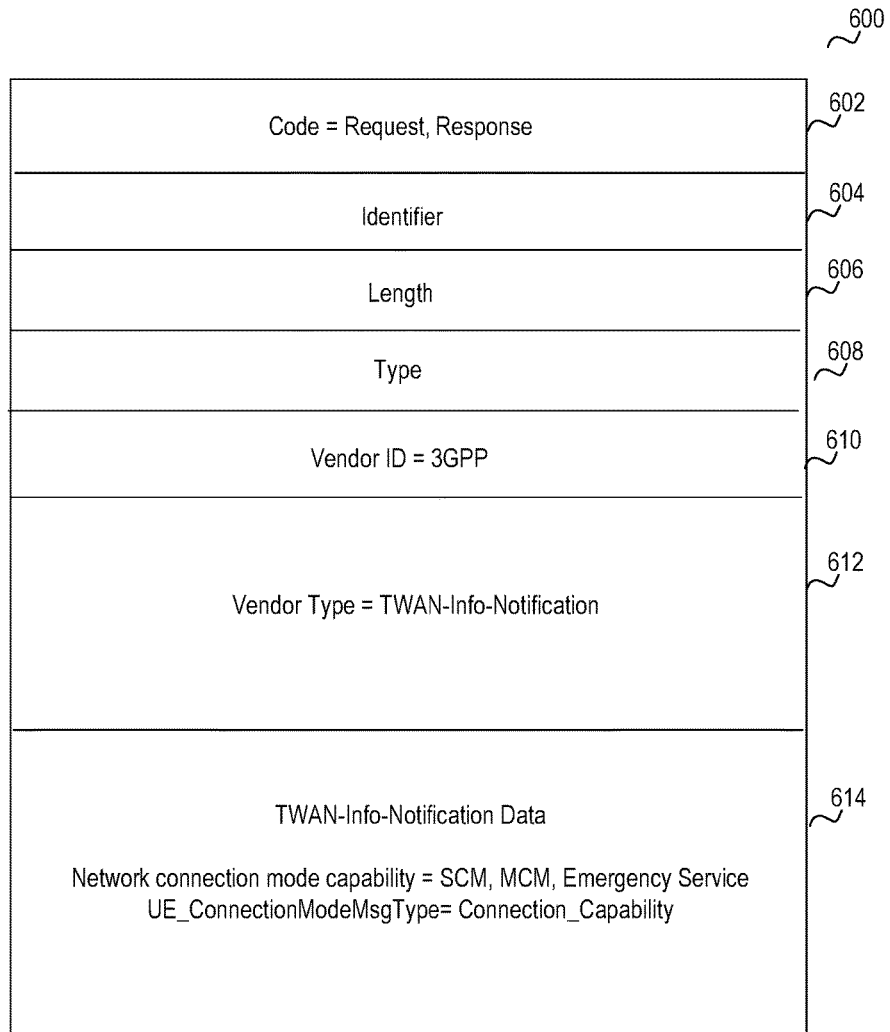 600
Code = Request, Response
602
Identifier
604
Length
606
Type
608
Vendor ID = 3GPP
610
Vendor Type = TWAN-Info-Notification
612
TWAN-Info-Notification Data
614
Network connection mode capability = SCM, MCM, Emergency Service
UE_ConnectionModeMsgType= Connection_Capability